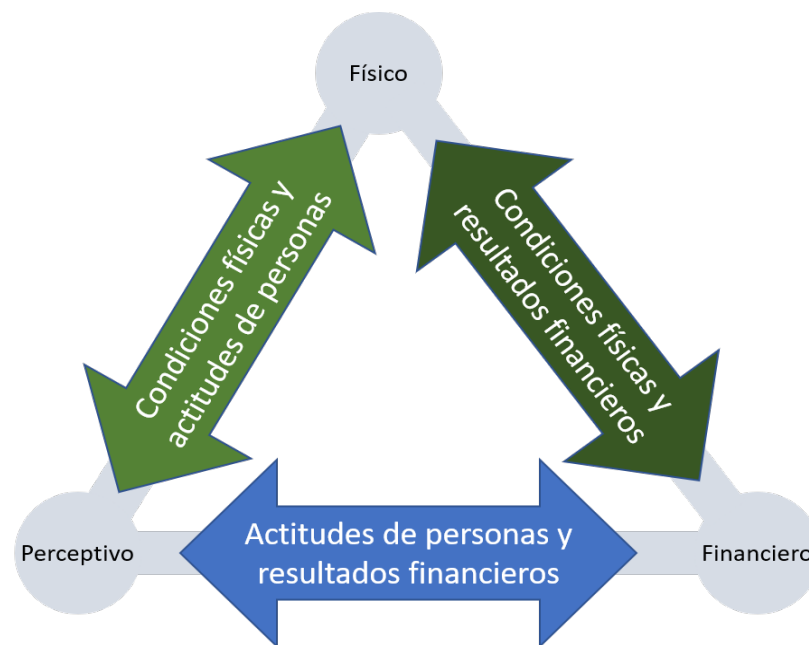 Físico
Condiciones físicas y
actitudes de personas
Condiciones físicas y
resultados financieros
Perceptivo
Actitudes de personas y
resultados financieros
Financiero